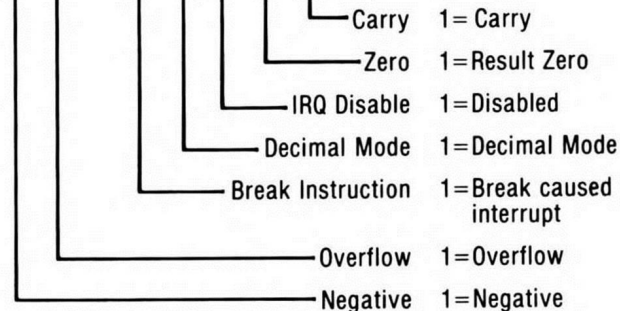 Carry 1= Carry
Zero 1=Result Zero
IRQ Disable 1=Disabled
Decimal Mode 1=Decimal Mode
Break Instruction 1=Break caused
interrupt
Overflow 1=Overflow
Negative 1=Negative